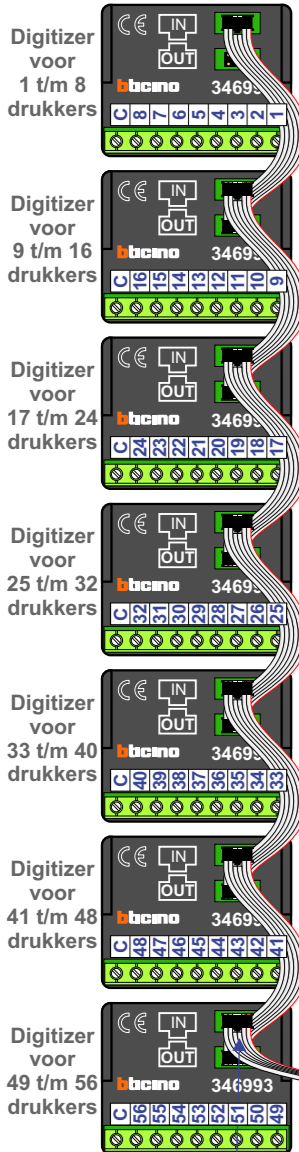 Digitizer
voor
1 t/m 8
drukkers
CE IN
OUT
bticino 34699
C 8 7 6 5 4 3 2 1
Digitizer
voor
9 t/m 16
drukkers
CE IN
OUT
bticino 34699
C 16 15 14 13 12 11 10 9
Digitizer
voor
17 t/m 24
drukkers
CE IN
OUT
bticino 34699
C 24 23 22 21 20 19 18 17
Digitizer
voor
25 t/m 32
drukkers
CE IN
OUT
bticino 34699
C 32 31 30 29 28 27 26 25
Digitizer
voor
33 t/m 40
drukkers
CE IN
OUT
bticino 34699
C 40 39 38 37 36 35 34 33
Digitizer
voor
41 t/m 48
drukkers
CE IN
OUT
bticino 34699
C 48 47 46 45 44 43 42 41
Digitizer
voor
49 t/m 56
drukkers
CE IN
OUT
bticino 346993
C 56 55 54 53 52 51 50 49